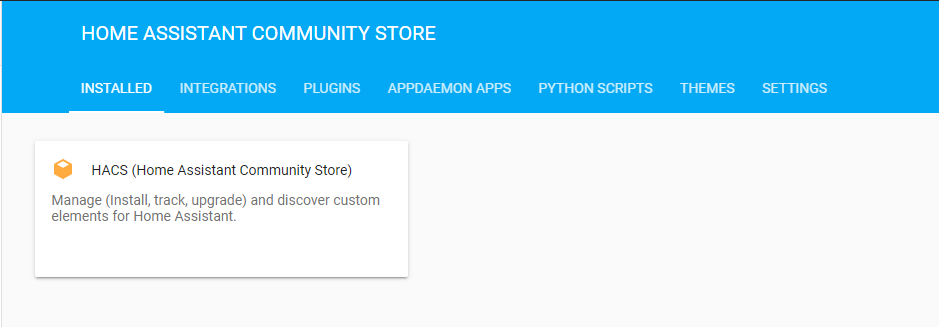 HOME ASSISTANT COMMUNITY STORE
INSTALLED INTEGRATIONS PLUGINS APPDAEMON APPS PYTHON SCRIPTS THEMES SETTINGS
HACS (Home Assistant Community Store)
Manage (Install, track, upgrade) and discover custom
elements for Home Assistant.